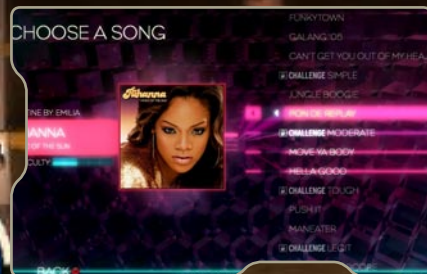 CHOOSE A SONG
FUNKYTOWN
GALANG '05
CAN'T GET YOU OUT OF MY HEA
CHALLENGE SIMPLE
JUNGLE BOOGIE
TINE BY EMILIA
PON DE REPLAY
ANNA
CHALLENGE MODERATE
OF THE SUN
MOVE YA BODY
CULTY
HELLA GOOD
CHALLENGE TOUGH
PUSH IT
MANEATER
CHALLENGE LEGIT
BACK
Rihanna